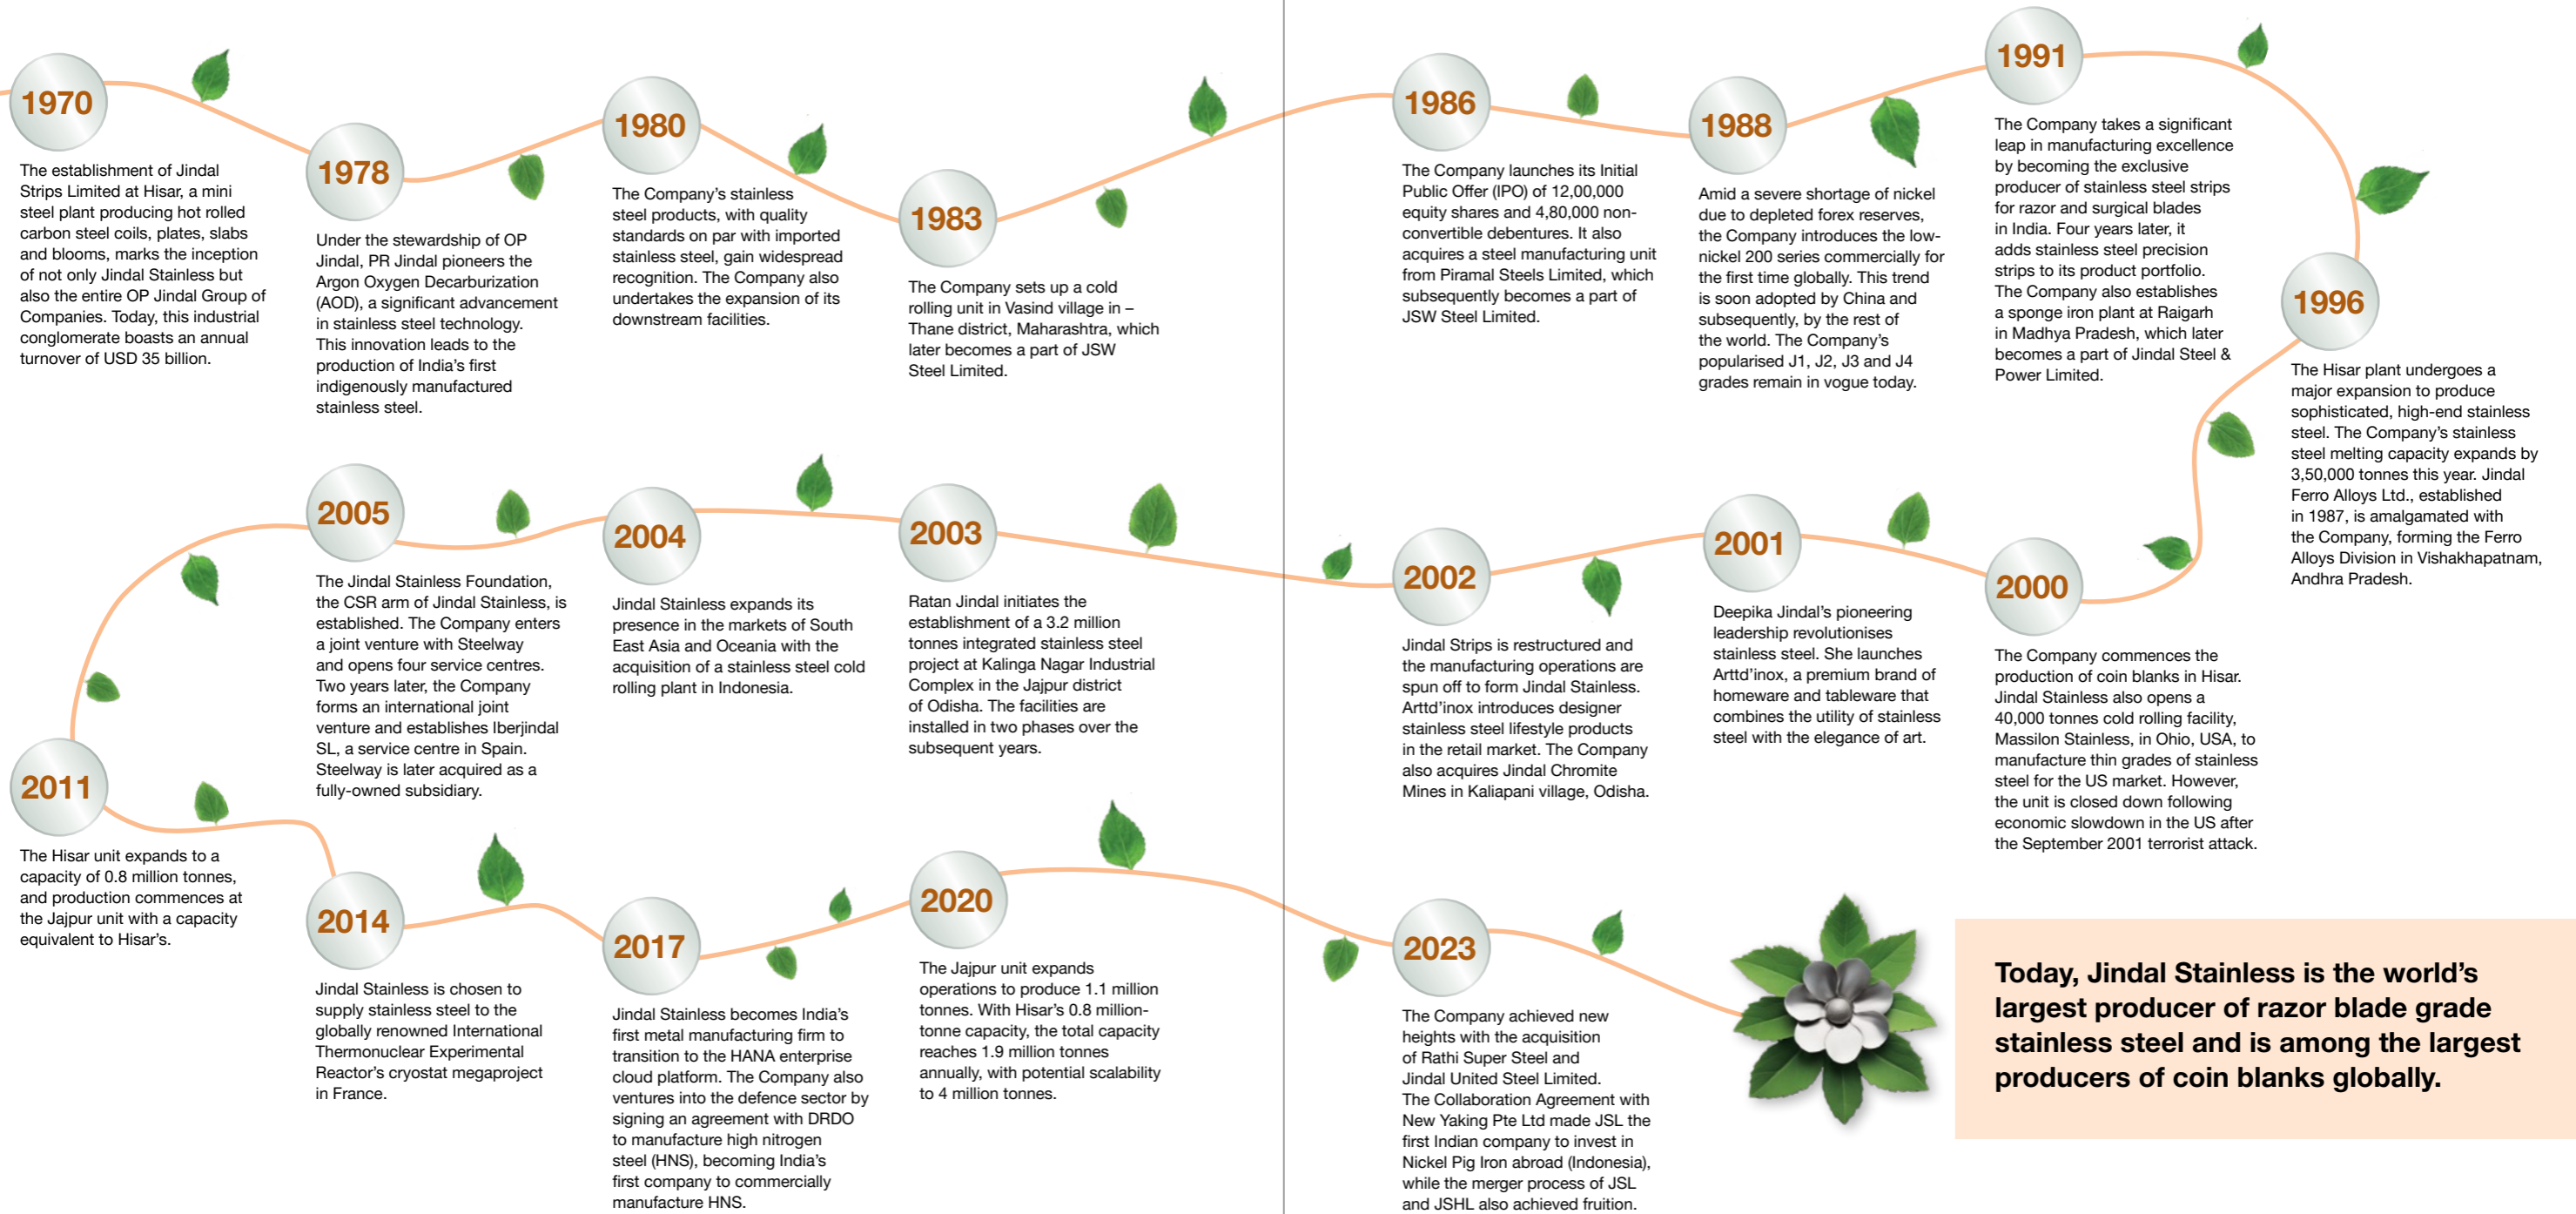 1970
The establishment of Jindal
Strips Limited at Hisar, a mini
steel plant producing hot rolled
carbon steel coils, plates, slabs
and blooms, marks the inception
of not only Jindal Stainless but
also the entire OP Jindal Group of
Companies. Today, this industrial
conglomerate boasts an annual
turnover of USD 35 billion.
1978
Under the stewardship of OP
Jindal, PR Jindal pioneers the
Argon Oxygen Decarburization
(AOD), a significant advancement
in stainless steel technology.
This innovation leads to the
production of India’s first
indigenously manufactured
stainless steel.
1980
The Company’s stainless
steel products, with quality
standards on par with imported
stainless steel, gain widespread
recognition. The Company also
undertakes the expansion of its
downstream facilities.
1983
The Company sets up a cold
rolling unit in Vasind village in –
Thane district, Maharashtra, which
later becomes a part of JSW
Steel Limited.
1986
The Company launches its Initial
Public Offer (IPO) of 12,00,000
equity shares and 4,80,000 non-
convertible debentures. It also
acquires a steel manufacturing unit
from Piramal Steels Limited, which
subsequently becomes a part of
JSW Steel Limited.
1988
Amid a severe shortage of nickel
due to depleted forex reserves,
the Company introduces the low-
nickel 200 series commercially for
the first time globally. This trend
is soon adopted by China and
subsequently, by the rest of
the world. The Company’s
popularised J1, J2, J3 and J4
grades remain in vogue today.
1991
The Company takes a significant
leap in manufacturing excellence
by becoming the exclusive
producer of stainless steel strips
for razor and surgical blades
in India. Four years later, it
adds stainless steel precision
strips to its product portfolio.
The Company also establishes
a sponge iron plant at Raigarh
in Madhya Pradesh, which later
becomes a part of Jindal Steel &
Power Limited.
1996
The Hisar plant undergoes a
major expansion to produce
sophisticated, high-end stainless
steel. The Company’s stainless
steel melting capacity expands by
3,50,000 tonnes this year. Jindal
Ferro Alloys Ltd., established
in 1987, is amalgamated with
the Company, forming the Ferro
Alloys Division in Vishakhapatnam,
Andhra Pradesh.
2000
The Company commences the
production of coin blanks in Hisar.
Jindal Stainless also opens a
40,000 tonnes cold rolling facility,
Massilon Stainless, in Ohio, USA, to
manufacture thin grades of stainless
steel for the US market. However,
the unit is closed down following
economic slowdown in the US after
the September 2001 terrorist attack.
2001
Deepika Jindal’s pioneering
leadership revolutionises
stainless steel. She launches
Arttd’inox, a premium brand of
homeware and tableware that
combines the utility of stainless
steel with the elegance of art.
2002
Jindal Strips is restructured and
the manufacturing operations are
spun off to form Jindal Stainless.
Arttd’inox introduces designer
stainless steel lifestyle products
in the retail market. The Company
also acquires Jindal Chromite
Mines in Kaliapani village, Odisha.
2003
Ratan Jindal initiates the
establishment of a 3.2 million
tonnes integrated stainless steel
project at Kalinga Nagar Industrial
Complex in the Jajpur district
of Odisha. The facilities are
installed in two phases over the
subsequent years.
2004
Jindal Stainless expands its
presence in the markets of South
East Asia and Oceania with the
acquisition of a stainless steel cold
rolling plant in Indonesia.
2005
The Jindal Stainless Foundation,
the CSR arm of Jindal Stainless, is
established. The Company enters
a joint venture with Steelway
and opens four service centres.
Two years later, the Company
forms an international joint
venture and establishes Iberjindal
SL, a service centre in Spain.
Steelway is later acquired as a
fully-owned subsidiary.
2011
The Hisar unit expands to a
capacity of 0.8 million tonnes,
and production commences at
the Jajpur unit with a capacity
equivalent to Hisar’s.
2014
Jindal Stainless is chosen to
supply stainless steel to the
globally renowned International
Thermonuclear Experimental
Reactor’s cryostat megaproject
in France.
2017
Jindal Stainless becomes India’s
first metal manufacturing firm to
transition to the HANA enterprise
cloud platform. The Company also
ventures into the defence sector by
signing an agreement with DRDO
to manufacture high nitrogen
steel (HNS), becoming India’s
first company to commercially
manufacture HNS.
2020
The Jajpur unit expands
operations to produce 1.1 million
tonnes. With Hisar’s 0.8 million-
tonne capacity, the total capacity
reaches 1.9 million tonnes
annually, with potential scalability
to 4 million tonnes.
2023
The Company achieved new
heights with the acquisition
of Rathi Super Steel and
Jindal United Steel Limited.
The Collaboration Agreement with
New Yaking Pte Ltd made JSL the
first Indian company to invest in
Nickel Pig Iron abroad (Indonesia),
while the merger process of JSL
and JSHL also achieved fruition.
Today, Jindal Stainless is the world’s
largest producer of razor blade grade
stainless steel and is among the largest
producers of coin blanks globally.